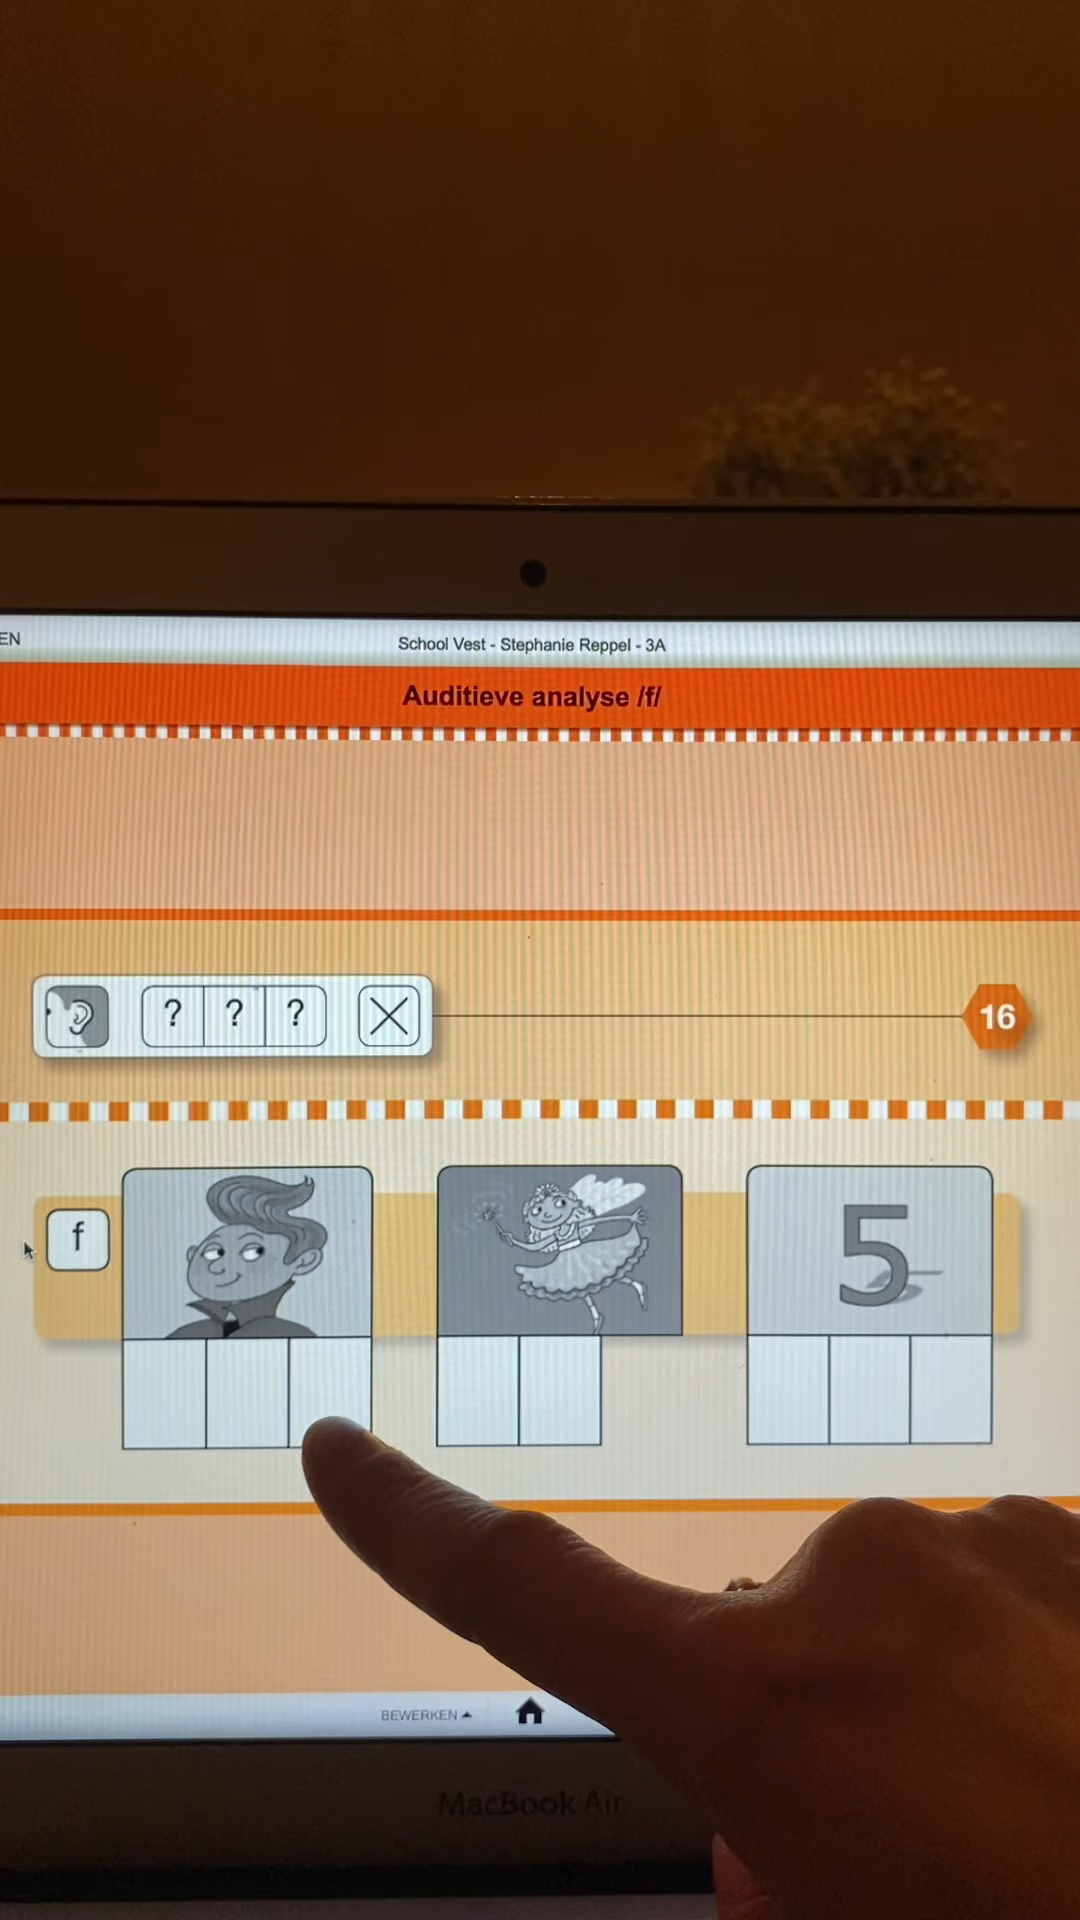 EN
School Vest - Stephanie Reppel - 3A
Auditieve analyse /f/
? ? ?
16
f
5
BEWERKEN
MacBook Air